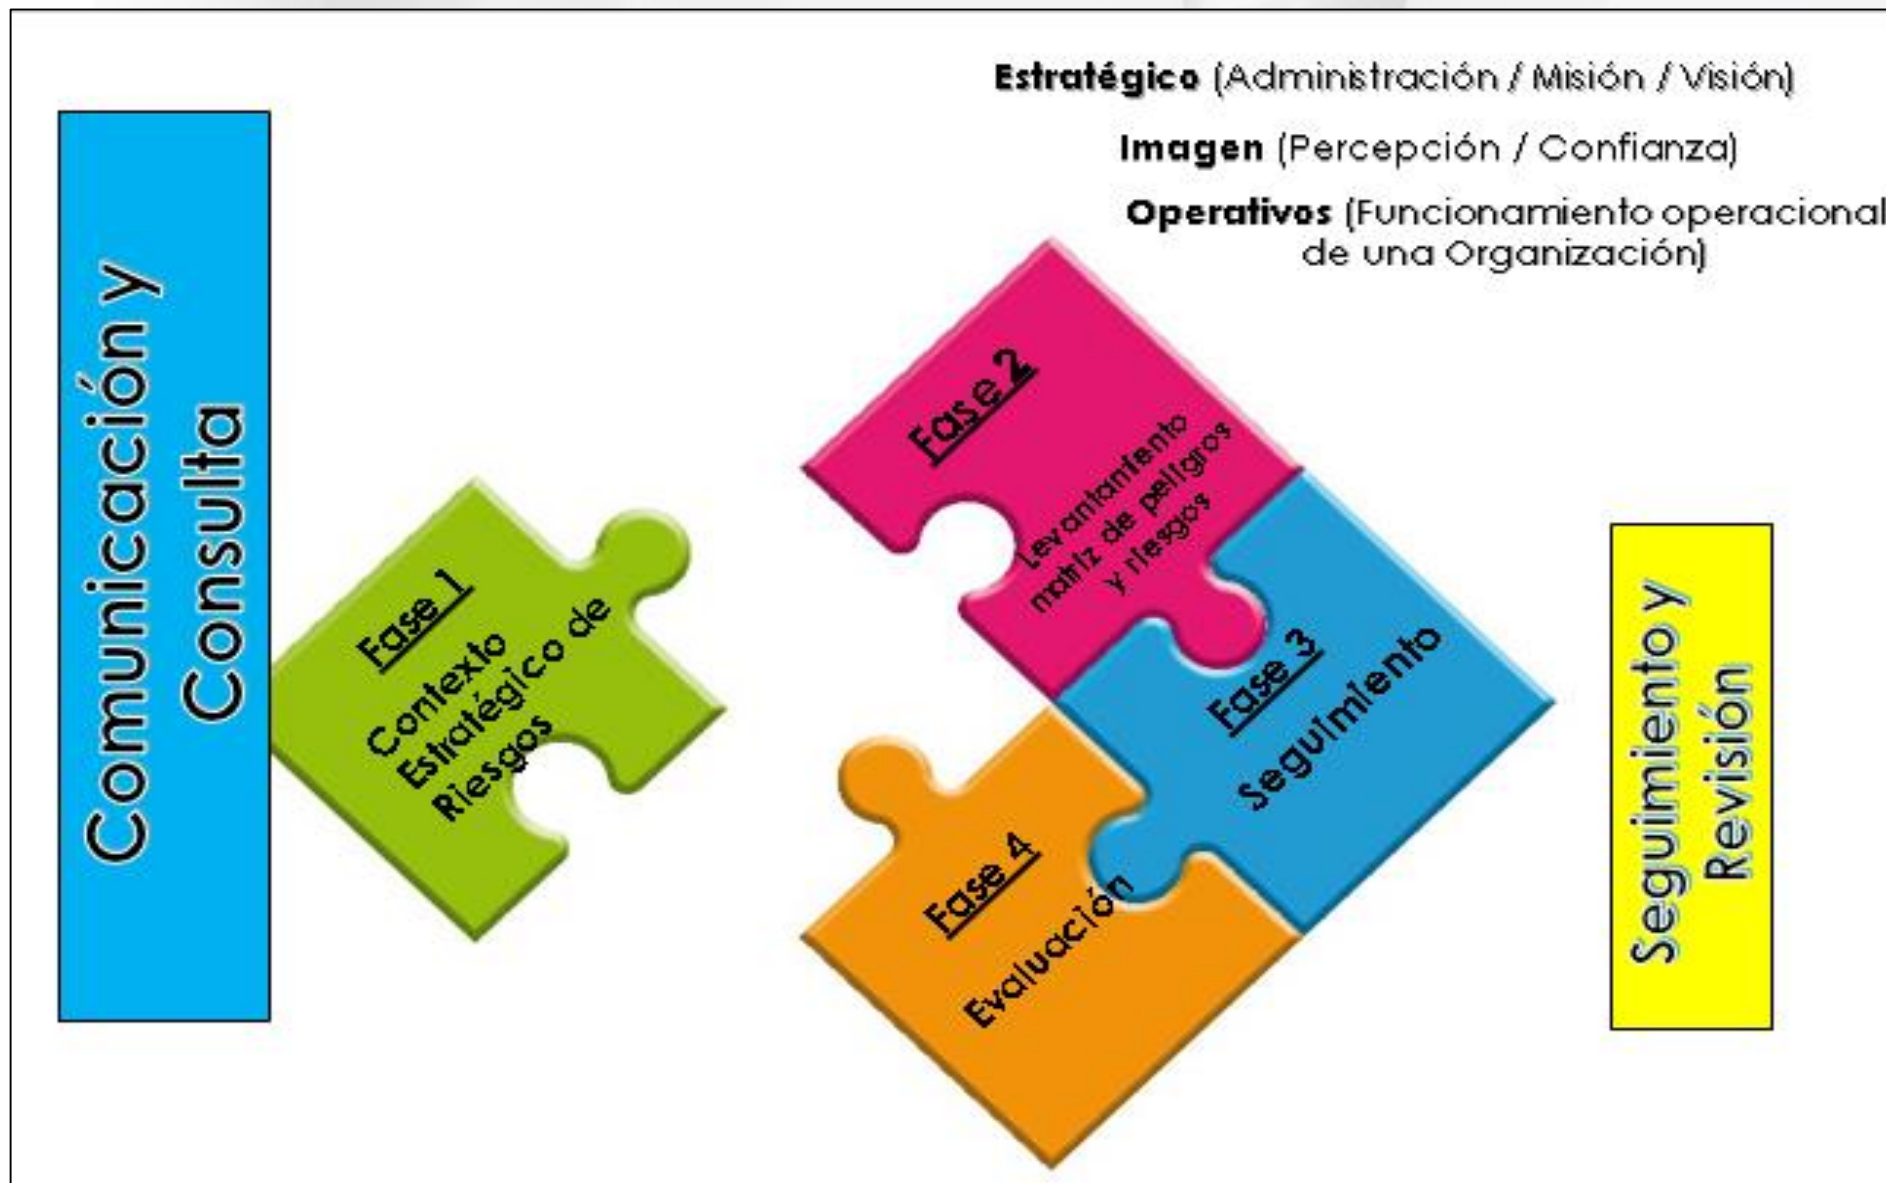 Estratégico (Administración / Misión / Visión)
Imagen (Percepción / Confianza)
Operativos (Funcionamiento operacional
de una Organización)
Comunicación y
Consulta
Fase 1
Contexto
Estratégico de
Riesgos
Fase 2
Levantantento
matriz de peligros
y riesgos
Fase 3
Seguimiento
Fase 4
Evaluación
Seguimiento y
Revisión